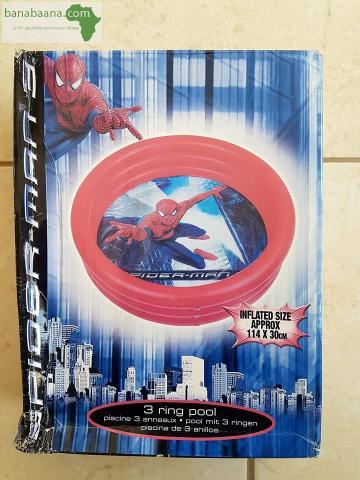 banabaana.com
SPIDER-MAN 3
SPIDER-MAN
INFLATED SIZE
APPROX
114 X 30CM
3 ring pool
piscine 3 anneaux • pool mit 3 ringen
piscina de 3 anillos